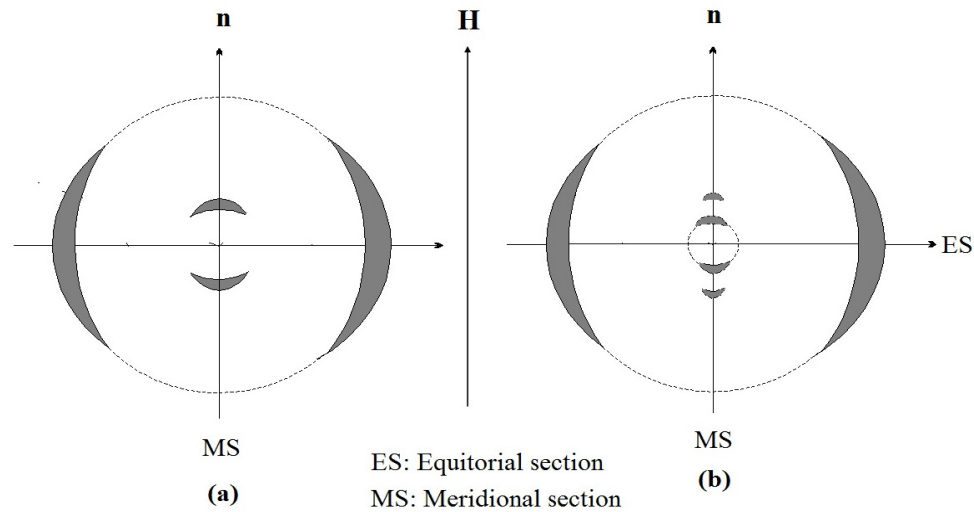 n
H
n
ES
MS
MS
ES: Equitorial section
MS: Meridional section
(a)
(b)